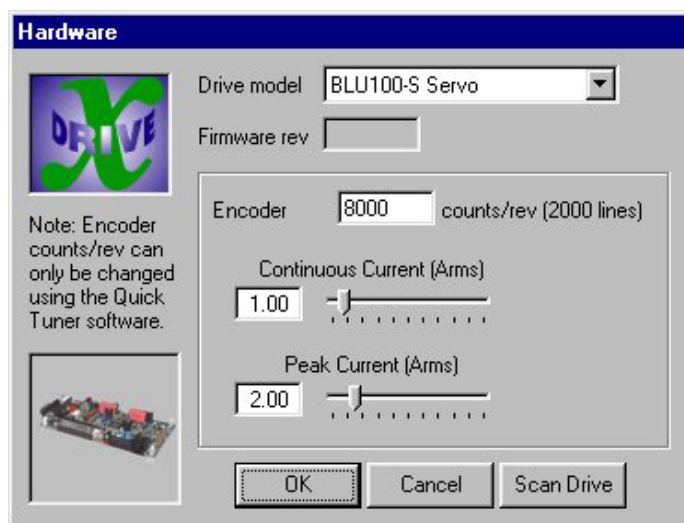 Hardware
X
DRIVE
Drive model BLU100-S Servo
Firmware rev
Note: Encoder
counts/rev can
only be changed
using the Quick
Tuner software.
Encoder 8000 counts/rev (2000 lines)
Continuous Current (Arms)
1.00
Peak Current (Arms)
2.00
OK Cancel Scan Drive